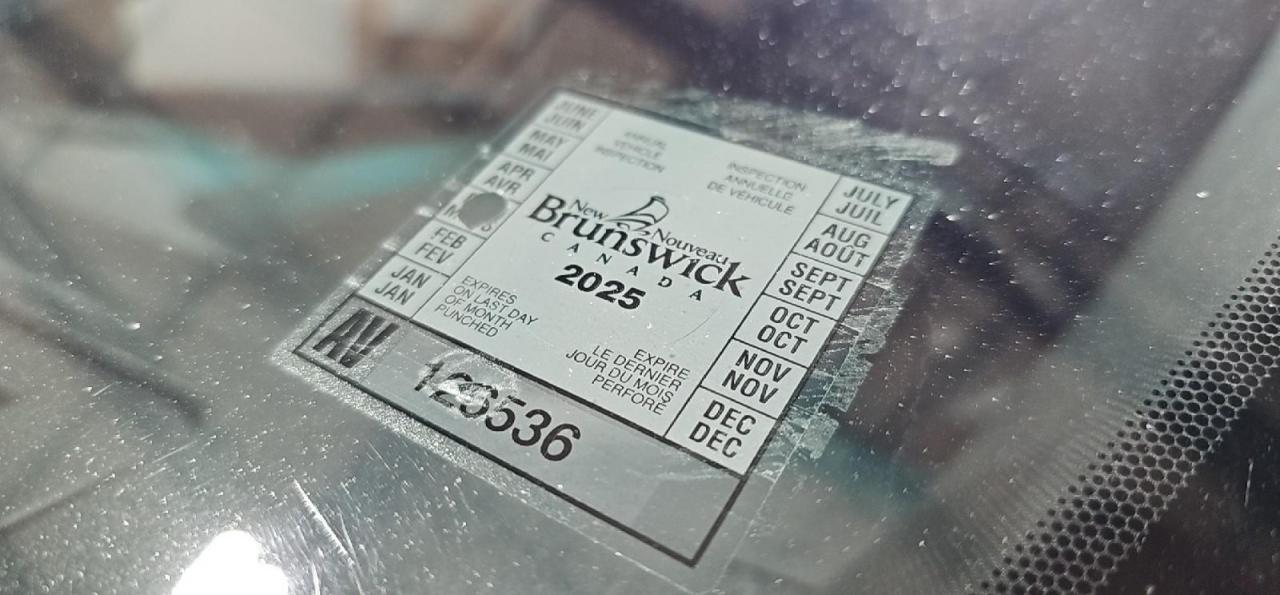 JUNE
JUIN
MAY
MAI
APR
AVR
FEB
FEV
JAN
JAN
ANNUAL
VEHICLE
INSPECTION
INSPECTION
ANNUELLE
DE VÉHICULE
New Nouveau
Brunswick
CANADA
2025
EXPIRES
ON LAST DAY
OF MONTH
PUNCHED
EXPIRE
LE DERNIER
JOUR DU MOIS
PERFORÉ
JULY
JUIL
AUG
AOÛT
SEPT
SEPT
OCT
OCT
NOV
NOV
DEC
DEC
AV